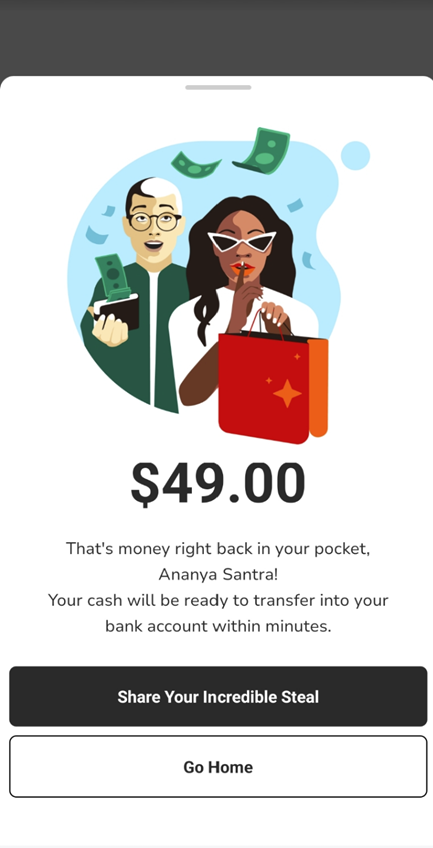 $49.00
That's money right back in your pocket,
Ananya Santra!
Your cash will be ready to transfer into your
bank account within minutes.
Share Your Incredible Steal
Go Home